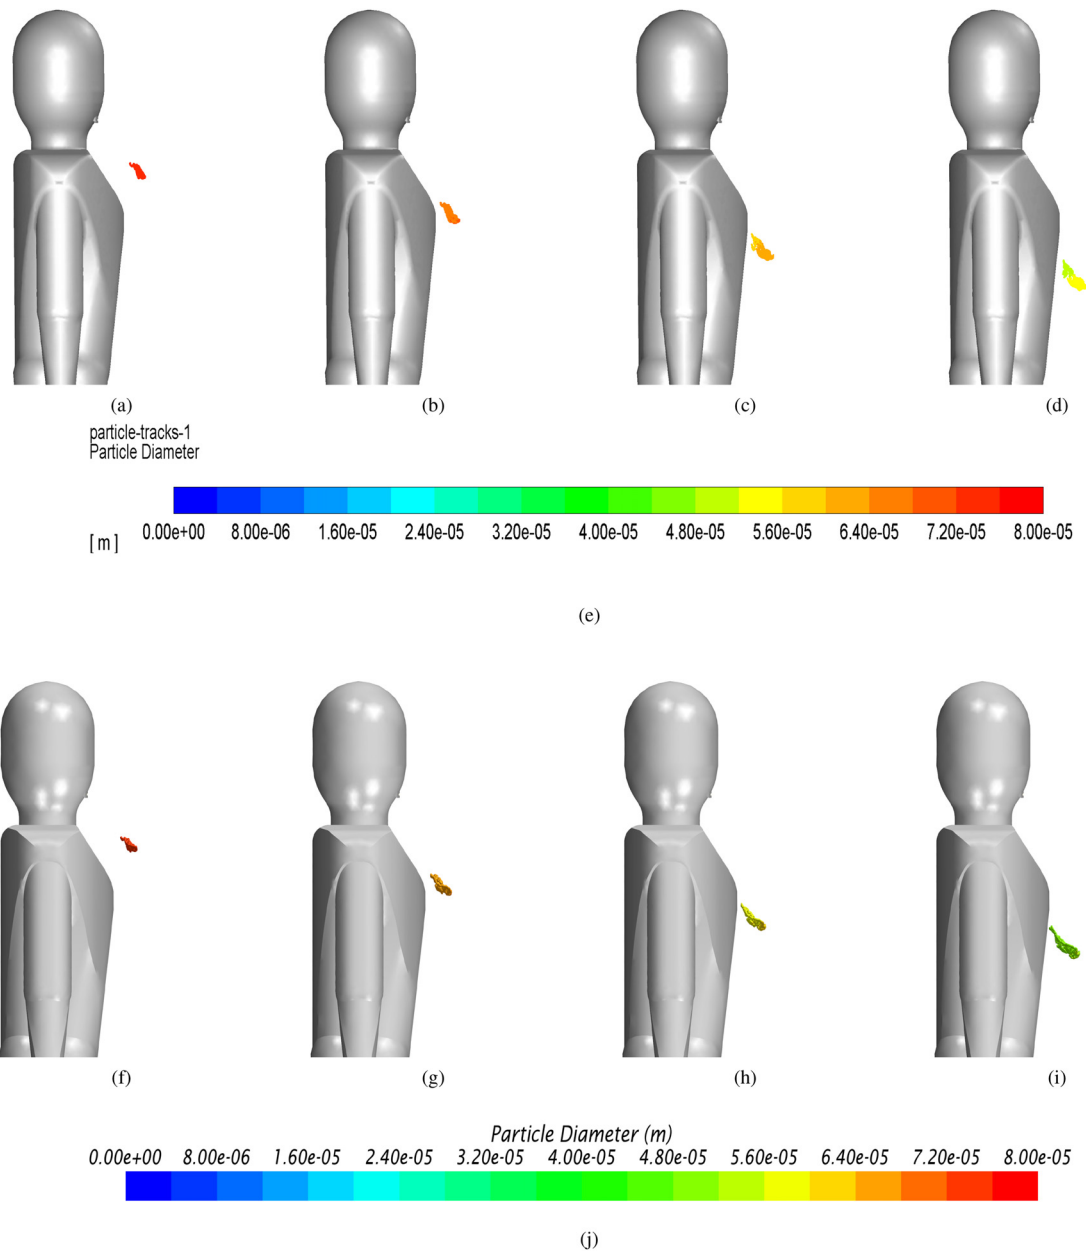 (a) (b) (c) (d)
particle-tracks-1
Particle Diameter
[ m ] 0.00e+00 8.00e-06 1.60e-05 2.40e-05 3.20e-05 4.00e-05 4.80e-05 5.60e-05 6.40e-05 7.20e-05 8.00e-05
(e)
(f) (g) (h) (i)
Particle Diameter (m)
0.00e+00 8.00e-06 1.60e-05 2.40e-05 3.20e-05 4.00e-05 4.80e-05 5.60e-05 6.40e-05 7.20e-05 8.00e-05
(j)